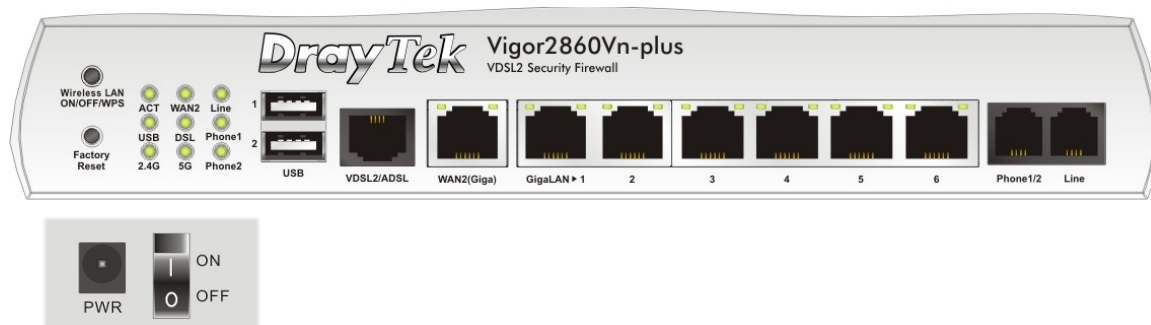 DrayTek Vigor2860Vn-plus
VDSL2 Security Firewall
Wireless LAN
ON/OFF/WPS
Factory
Reset
ACT WAN2 Line
USB DSL Phone1
2.4G 5G Phone2
1
2
USB
VDSL2/ADSL
WAN2(Giga)
GigaLAN ▶ 1 2 3 4 5 6
Phone1/2 Line
PWR
I ON
O OFF